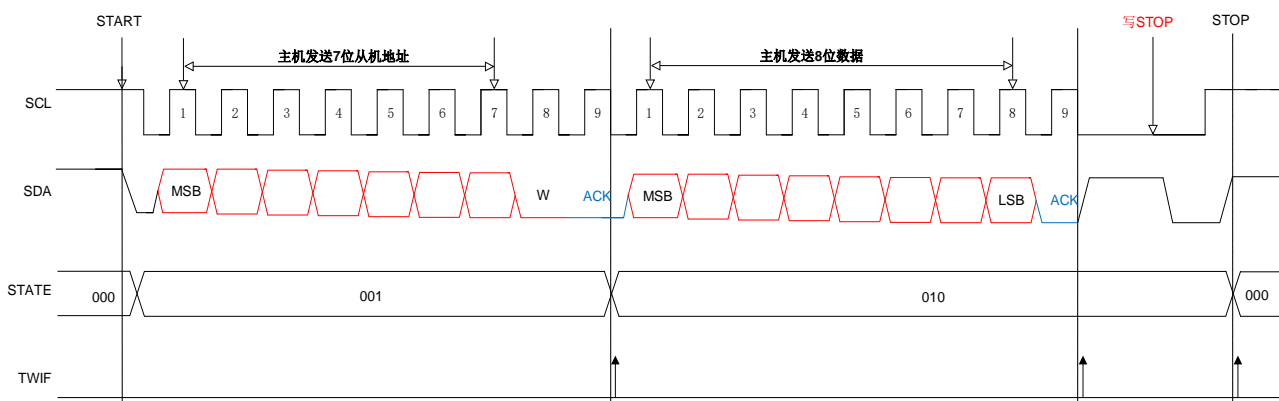 START 写STOP STOP
主机发送7位从机地址 主机发送8位数据
SCL 1 2 3 4 5 6 7 8 9 1 2 3 4 5 6 7 8 9
SDA MSB W ACK MSB LSB ACK
STATE 000 001 010 000
TWIF